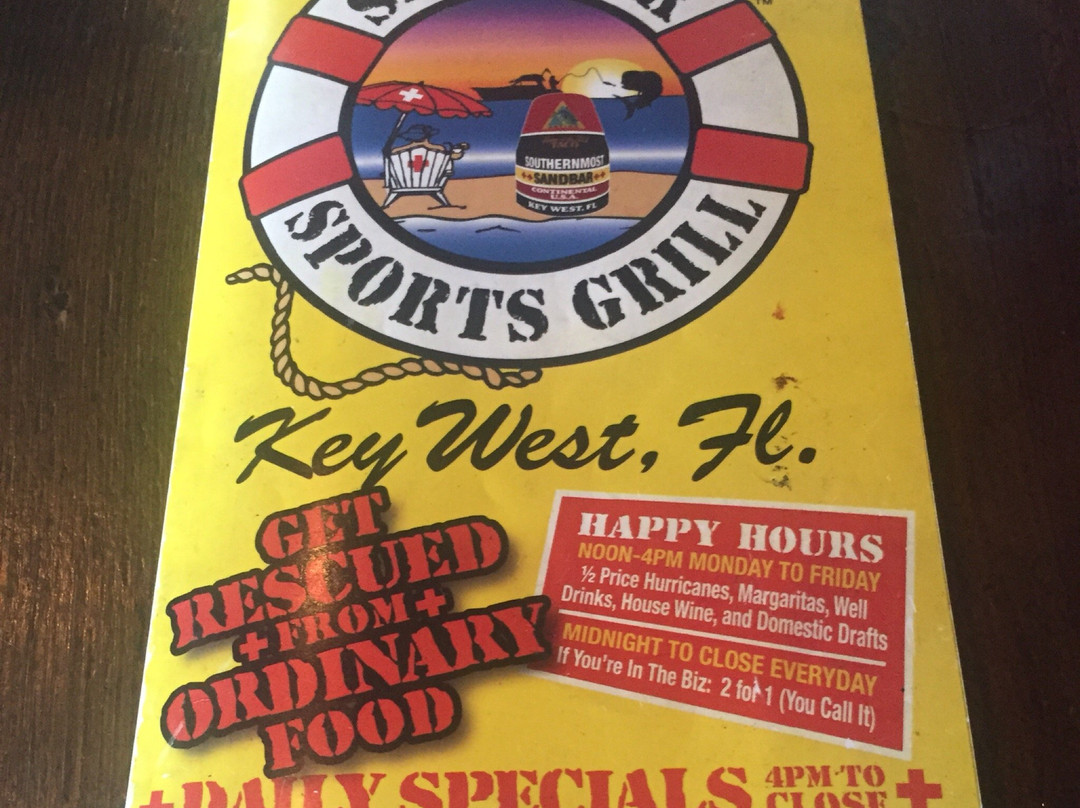 ™
SOUTHERNMOST
SANDBAR
CONTINENTAL
U.S.A.
KEY WEST, FL
SPORTS GRILL
Key West, Fl.
GET
RESCUED
+FROM+
ORDINARY
FOOD
HAPPY HOURS
NOON-4PM MONDAY TO FRIDAY
½ Price Hurricanes, Margaritas, Well
Drinks, House Wine, and Domestic Drafts
MIDNIGHT TO CLOSE EVERYDAY
If You're In The Biz: 2 for 1 (You Call It)
+DAILY SPECIALS 4PM TO CLOSE +